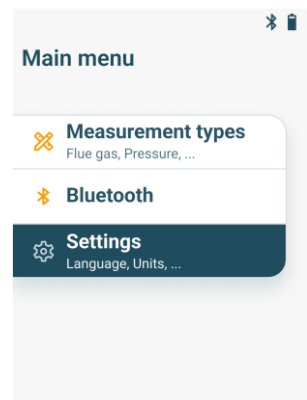 Main menu
Measurement types
Flue gas, Pressure, ...
Bluetooth
Settings
Language, Units, ...